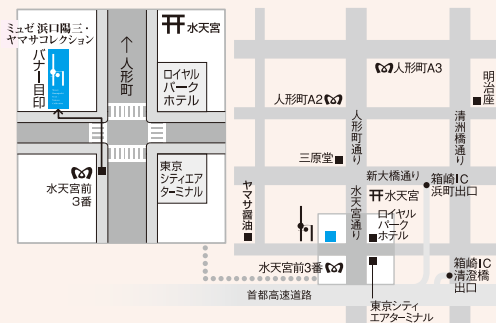 ミュゼ浜口陽三・
ヤマサコレクション
バナー目印
↑人形町
水天宮
ロイヤル
パーク
ホテル
東京
シティエア
ターミナル
水天宮前
3番
人形町A3
人形町A2
明治座
人形町通り
清洲橋通り
三原堂
新大橋通り
箱崎IC
浜町出口
ヤマサ醤油
水天宮通り
水天宮
ロイヤル
パーク
ホテル
水天宮前3番
箱崎IC
清澄橋
出口
首都高速道路
東京シティ
エアターミナル